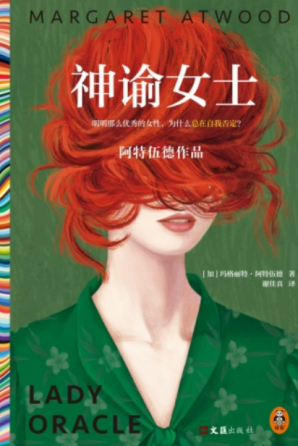 MARGARET ATWOOD
神谕女士
明明那么优秀的女性，为什么总在自我否定？
阿特伍德作品
［加］玛格丽特·阿特伍德 著
谢佳真 译
LADY
ORACLE
文汇出版社